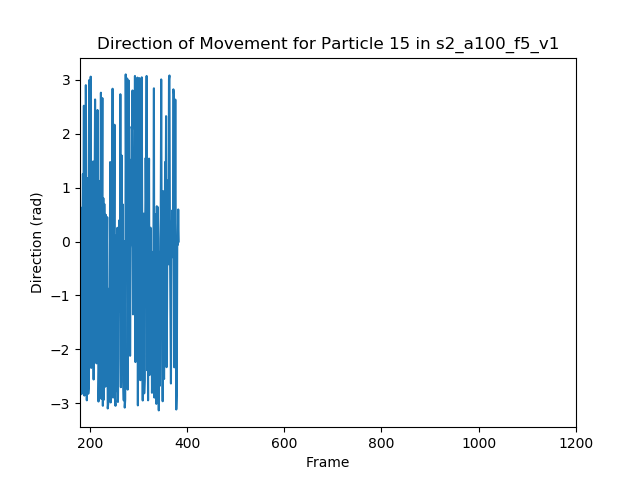 Direction of Movement for Particle 15 in s2_a100_f5_v1
3
2
1
0
−1
−2
−3
Direction (rad)
200 400 600 800 1000 1200
Frame